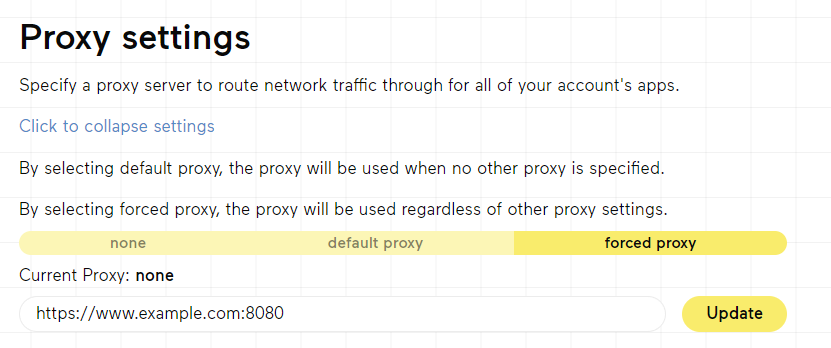 Proxy settings
Specify a proxy server to route network traffic through for all of your account's apps.
Click to collapse settings
By selecting default proxy, the proxy will be used when no other proxy is specified.
By selecting forced proxy, the proxy will be used regardless of other proxy settings.
none default proxy forced proxy
Current Proxy: none
https://www.example.com:8080 Update